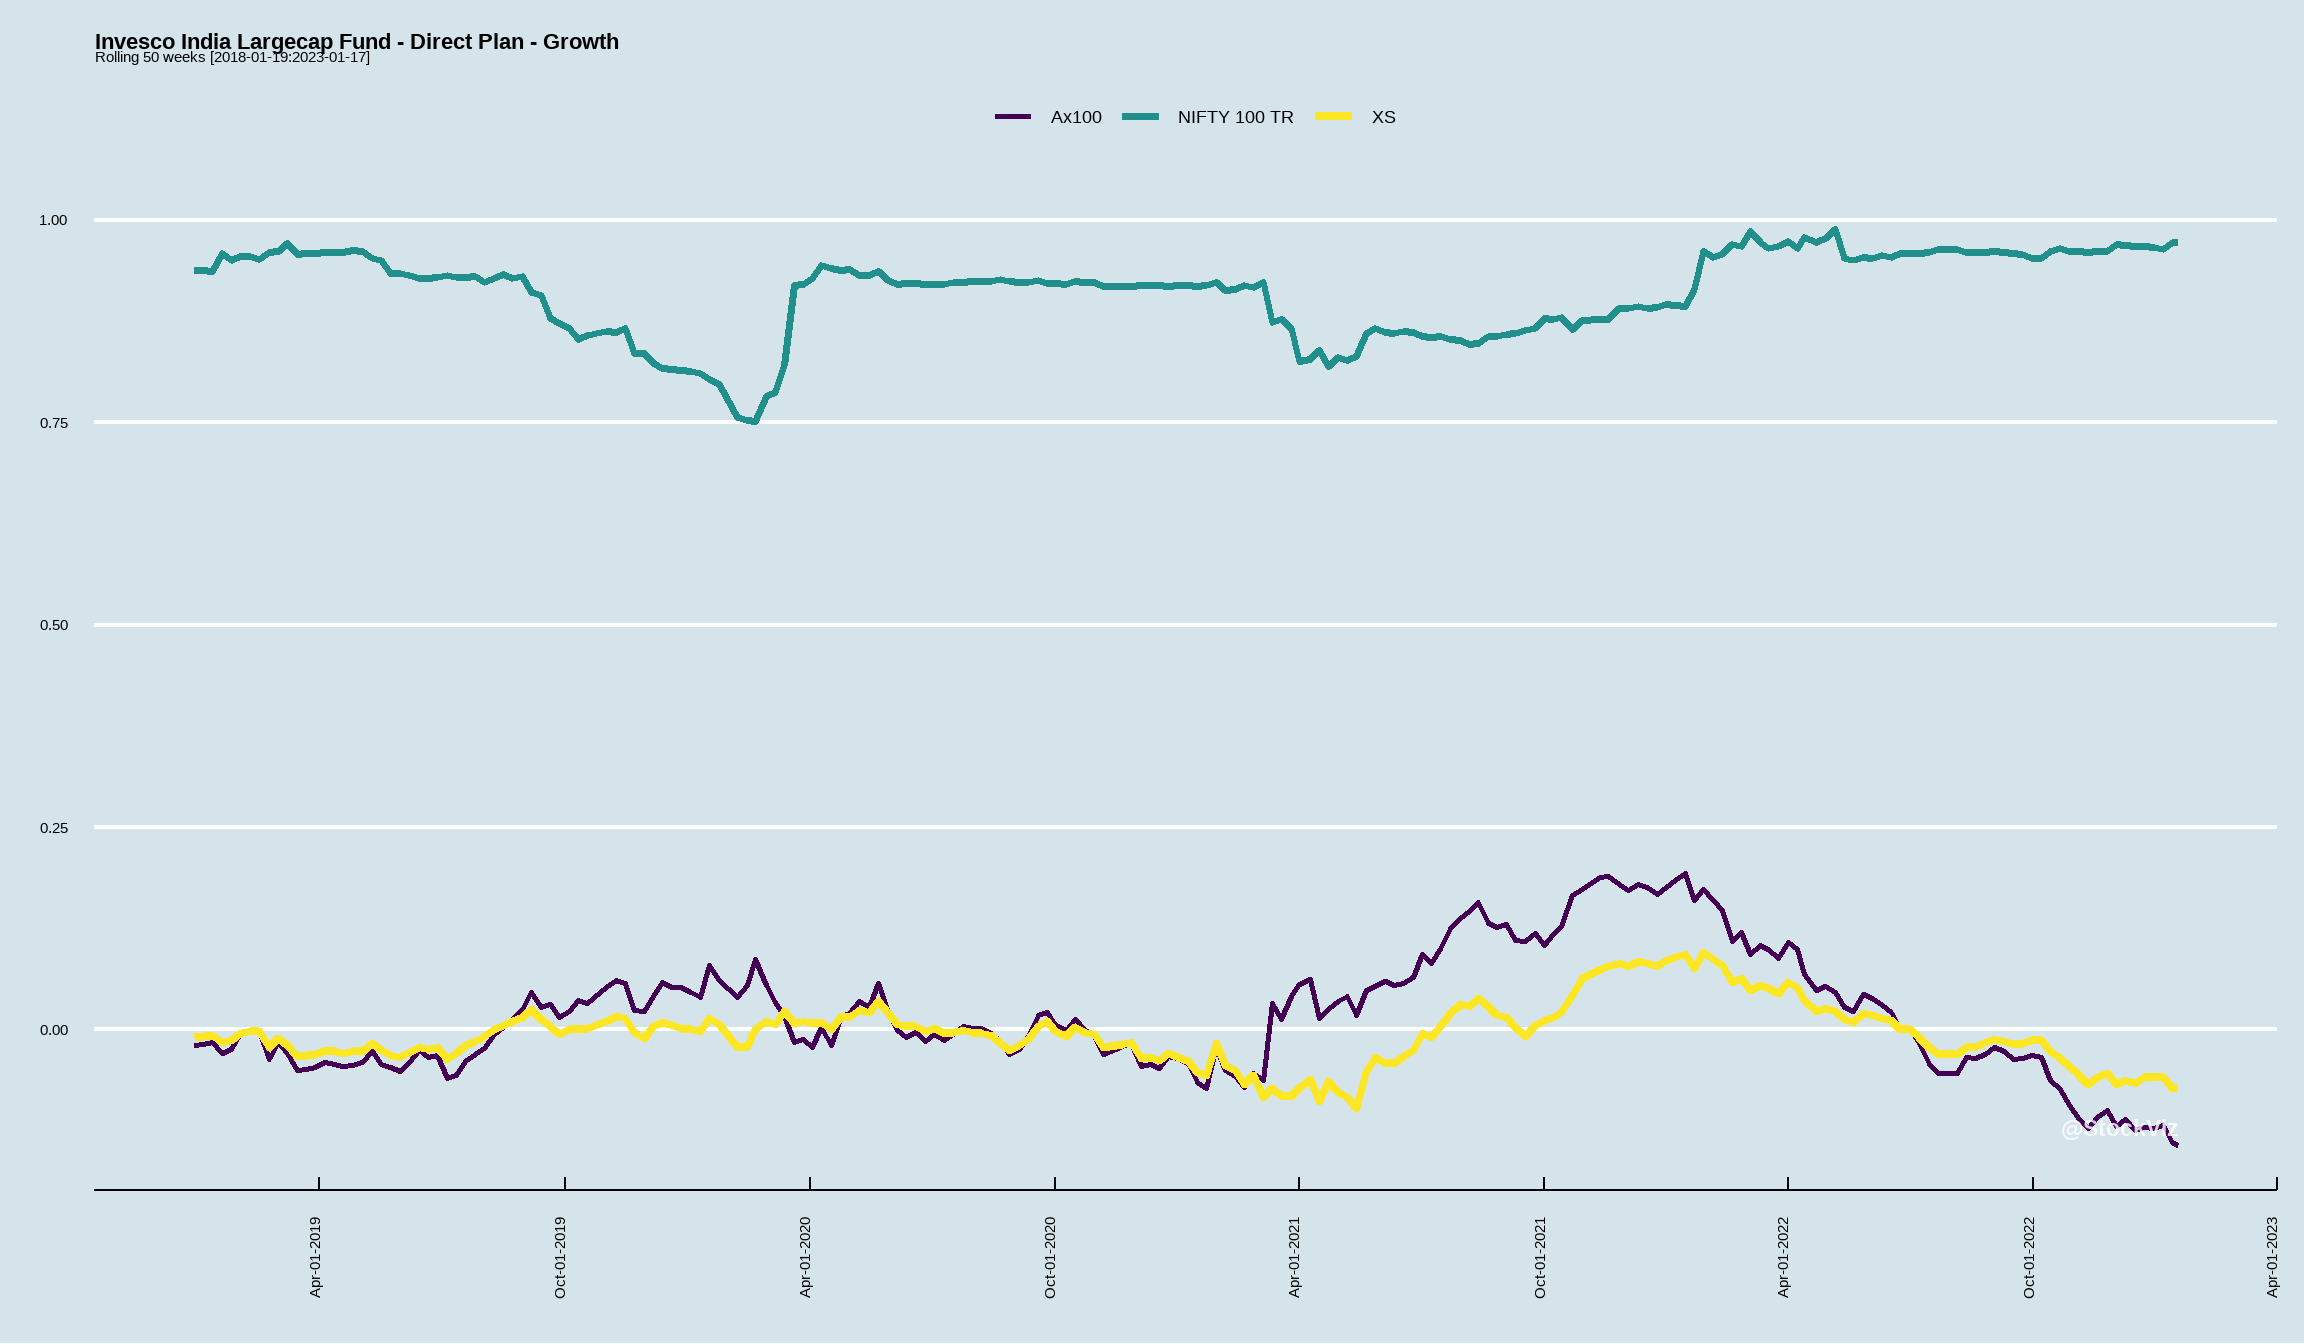 Invesco India Largecap Fund - Direct Plan - Growth
Rolling 50 weeks [2018-01-19:2023-01-17]
Ax100 NIFTY 100 TR XS
1.00
0.75
0.50
0.25
0.00
@StockViz
Apr-01-2019
Oct-01-2019
Apr-01-2020
Oct-01-2020
Apr-01-2021
Oct-01-2021
Apr-01-2022
Oct-01-2022
Apr-01-2023